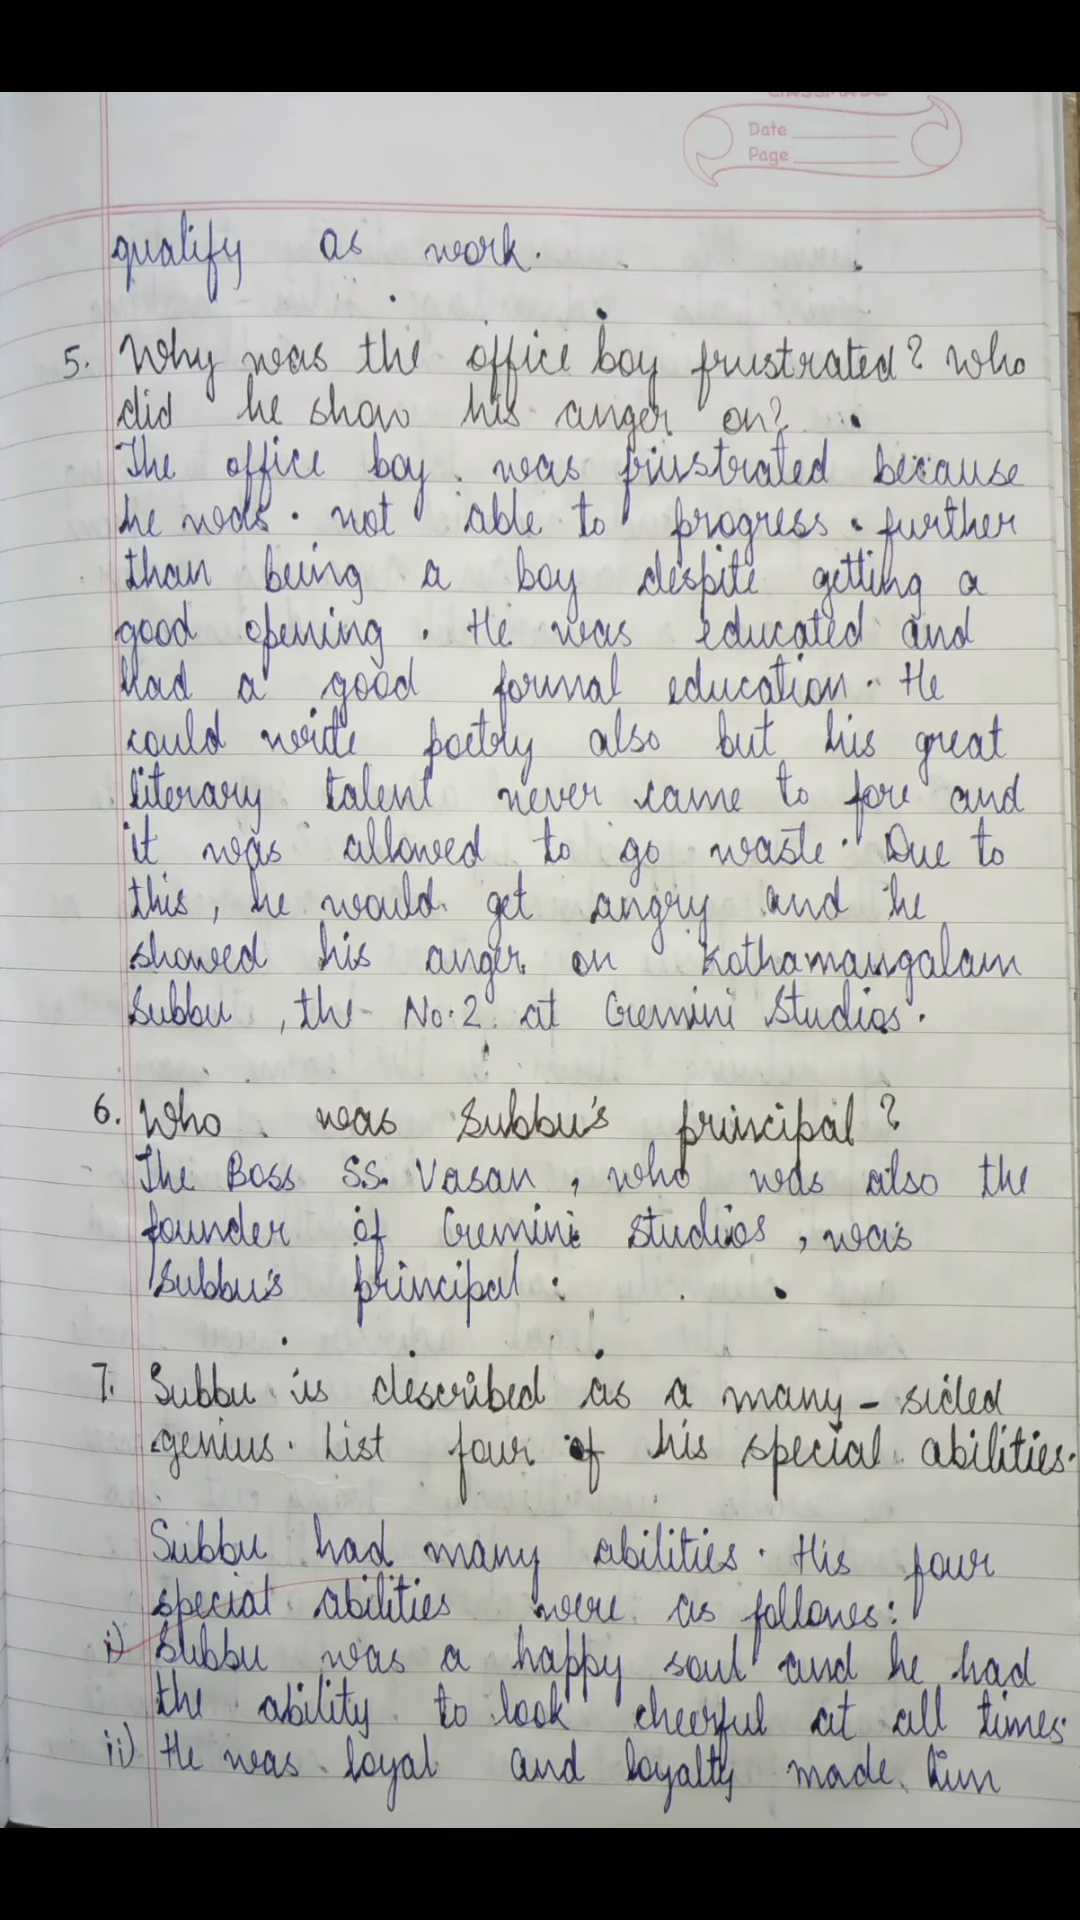 Date
Page
qualify as work.
5. Why was the office boy frustrated? Who
did he show his anger on?
The office boy was frustrated because
he was not able to progress further
than being a boy despite getting a
good opening. He was educated and
had a good formal education. He
could write poetry also but his great
literary talent never came to fore and
it was allowed to go waste. Due to
this, he would get angry and he
showed his anger on Kothamangalam
Subbu, the No.2 at Gemini Studios.
6. Who was Subbu's principal?
The Boss S.S. Vasan, who was also the
founder of Gemini Studios, was
Subbu's principal.
7. Subbu is described as a many-sided
genius. List four of his special abilities.
Subbu had many abilities. His four
special abilities were as follows:
i) Subbu was a happy soul and he had
the ability to look cheerful at all times.
ii) He was loyal and loyalty made him